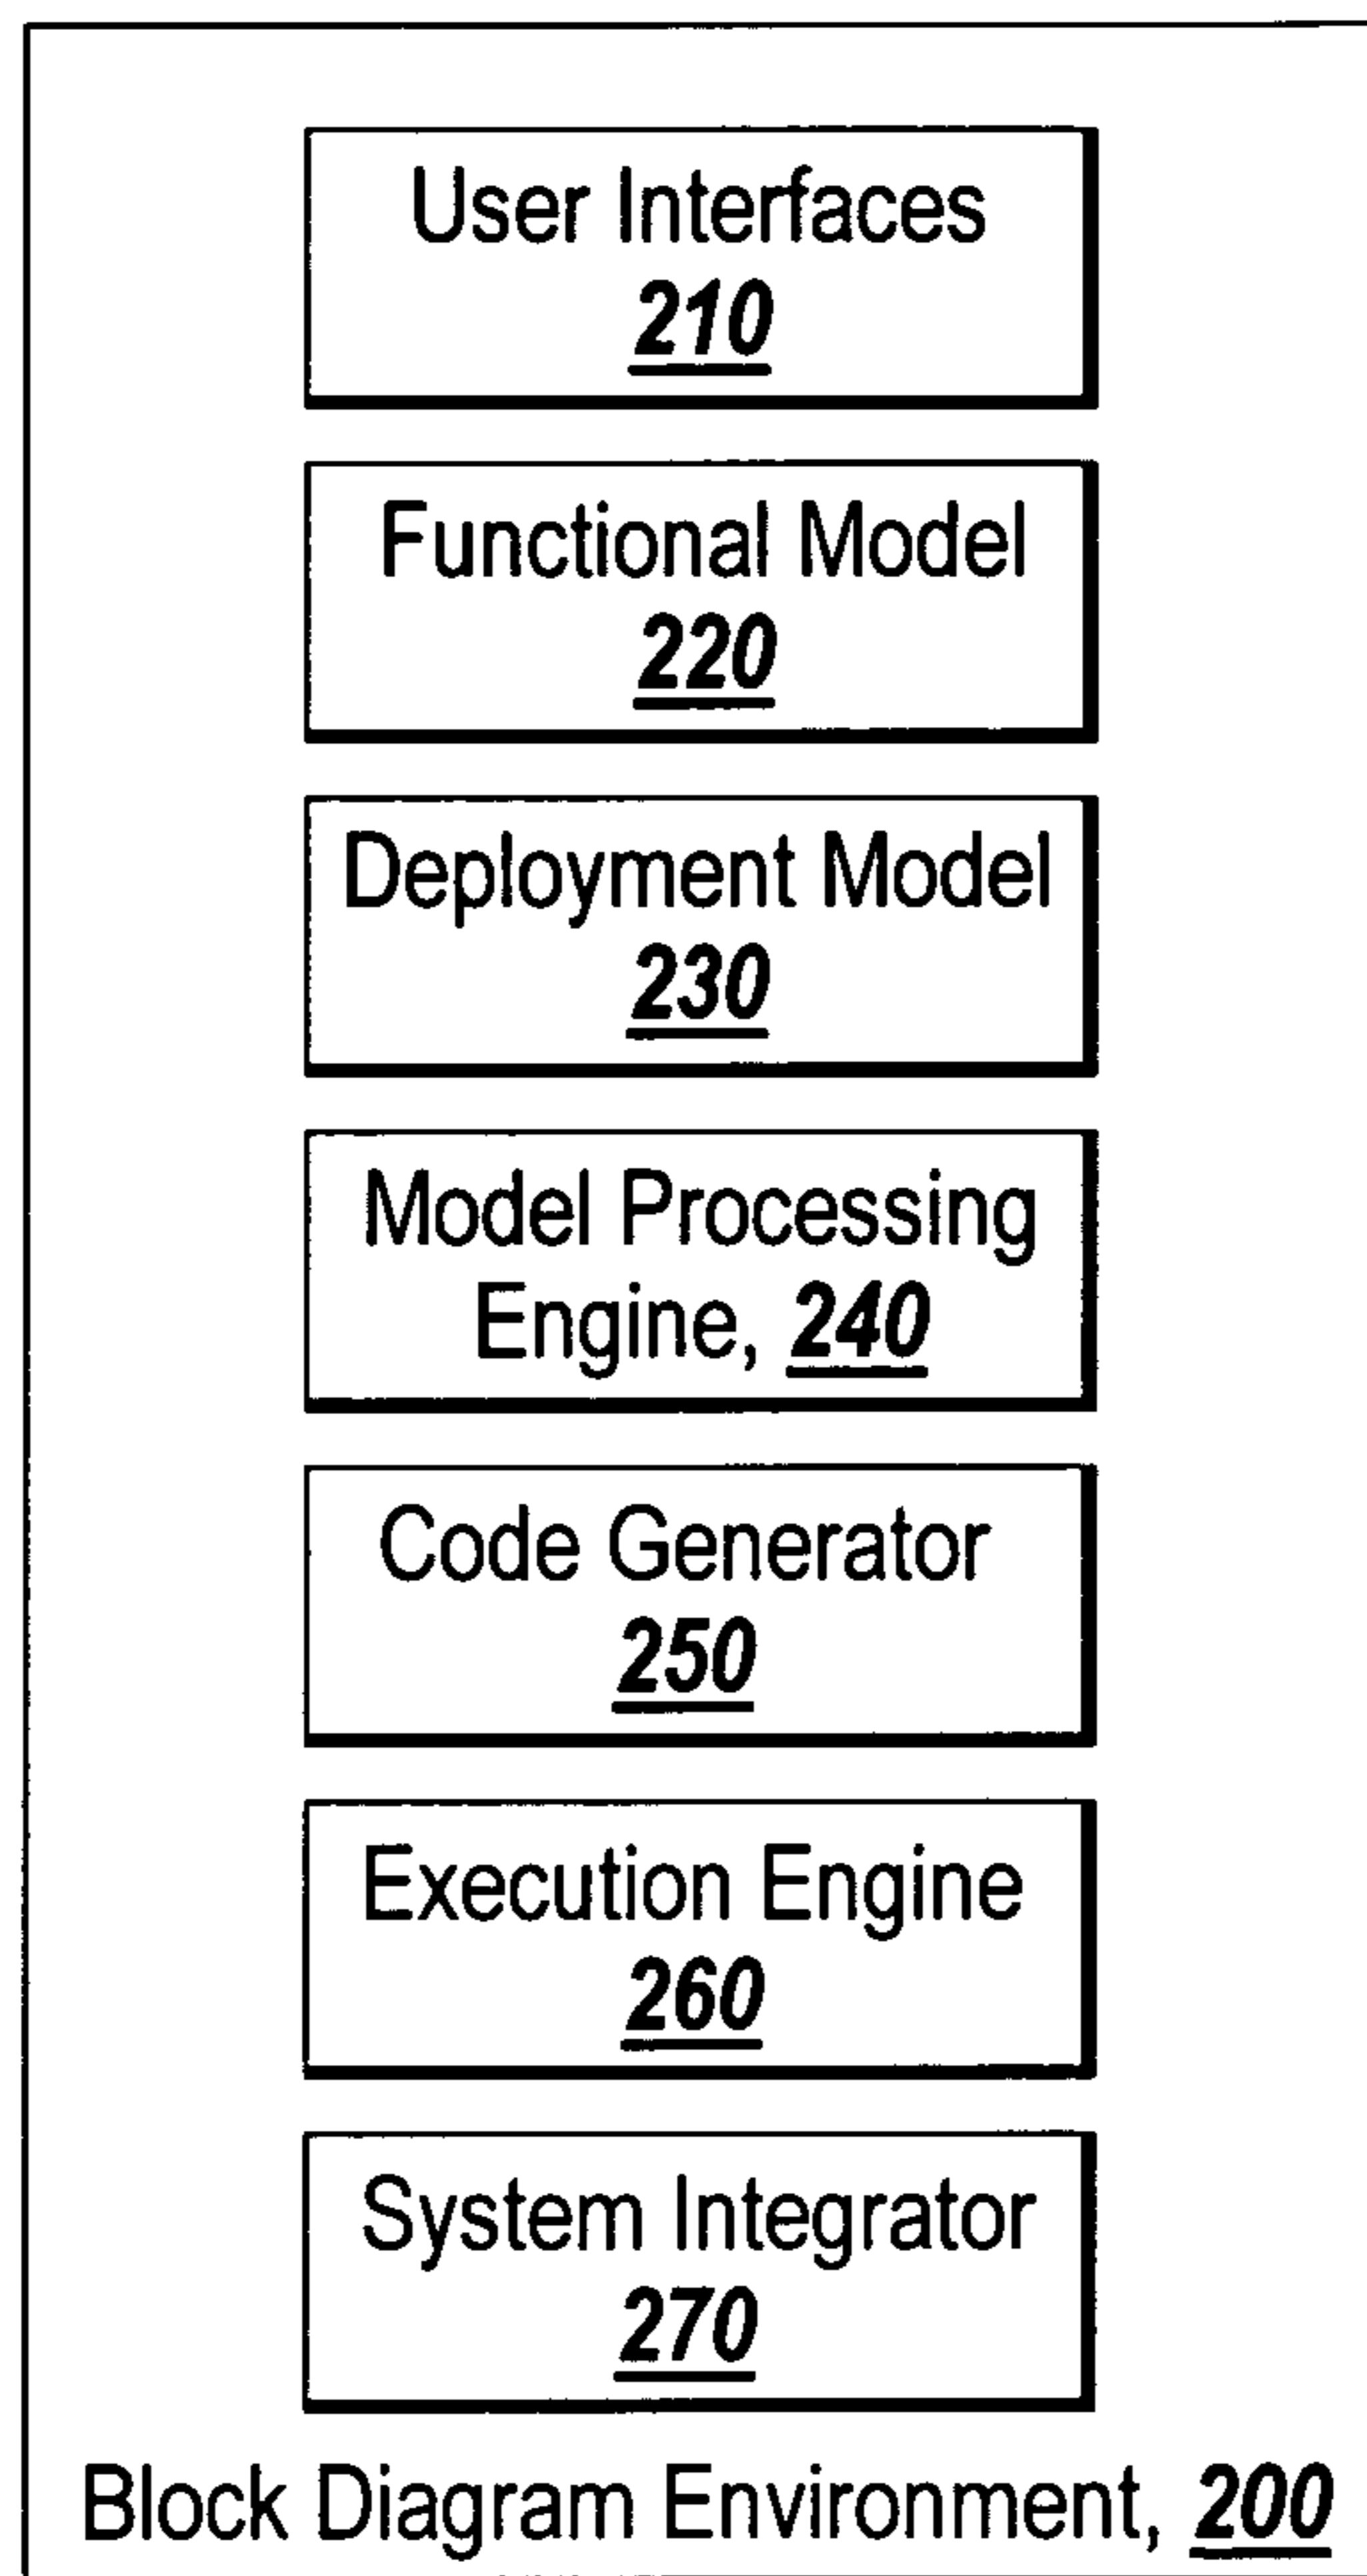 User Interfaces
210
Functional Model
220
Deployment Model
230
Model Processing
Engine, 240
Code Generator
250
Execution Engine
260
System Integrator
270
Block Diagram Environment, 200